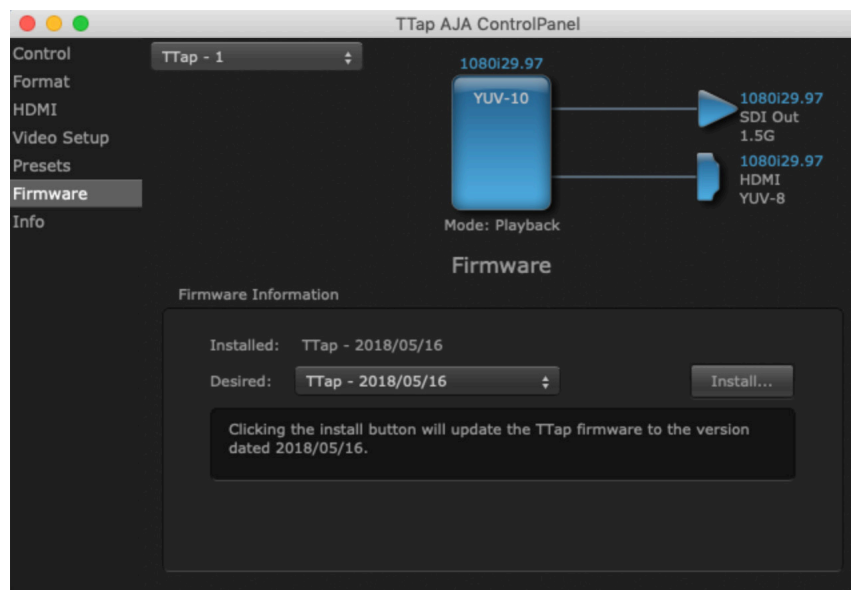 TTap AJA ControlPanel
Control
Format
HDMI
Video Setup
Presets
Firmware
Info
TTap - 1
1080i29.97
YUV-10
1080i29.97
SDI Out
1.5G
1080i29.97
HDMI
YUV-8
Mode: Playback
Firmware
Firmware Information
Installed: TTap - 2018/05/16
Desired: TTap - 2018/05/16 Install...
Clicking the install button will update the TTap firmware to the version
dated 2018/05/16.